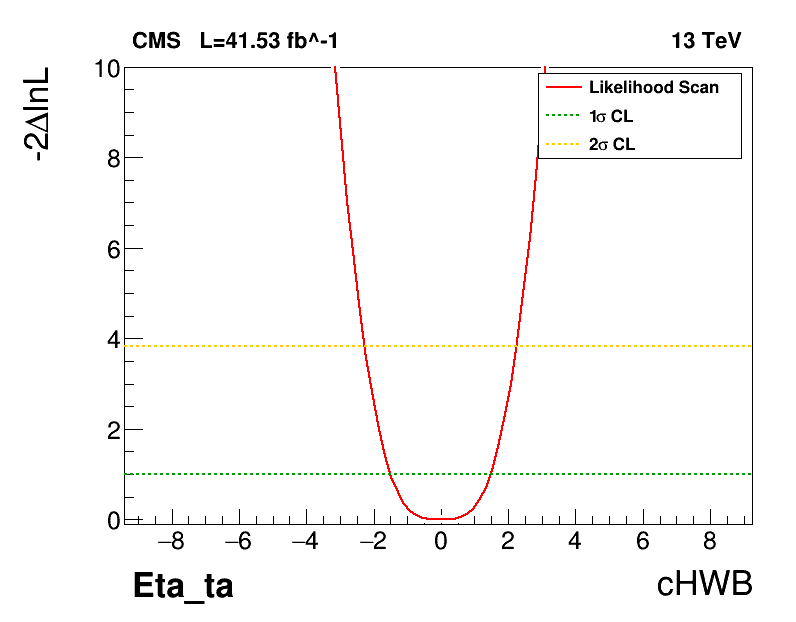 CMS L=41.53 fb^-1 13 TeV
-2ΔlnL
10
8
6
4
2
0
Likelihood Scan
1σ CL
2σ CL
−8 −6 −4 −2 0 2 4 6 8
Eta_ta cHWB